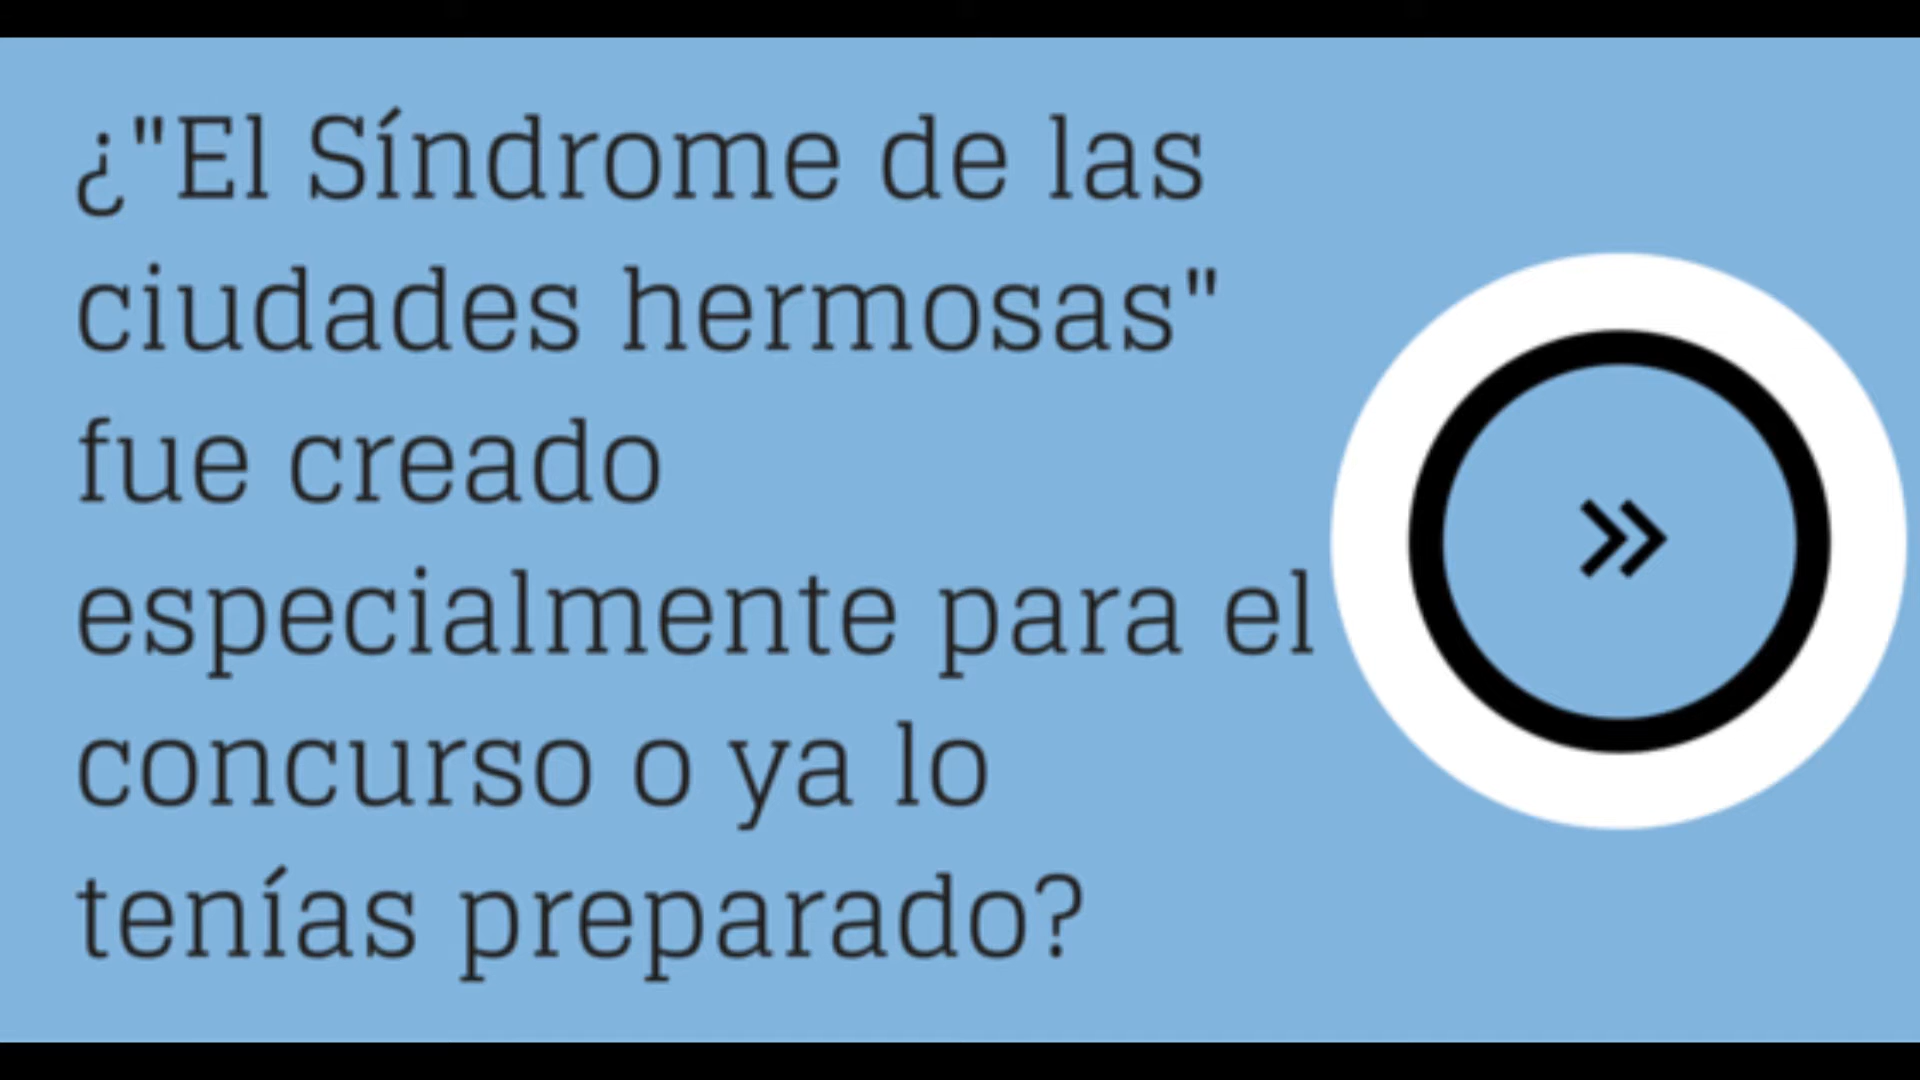 ¿"El Síndrome de las
ciudades hermosas"
fue creado
especialmente para el
concurso o ya lo
tenías preparado?